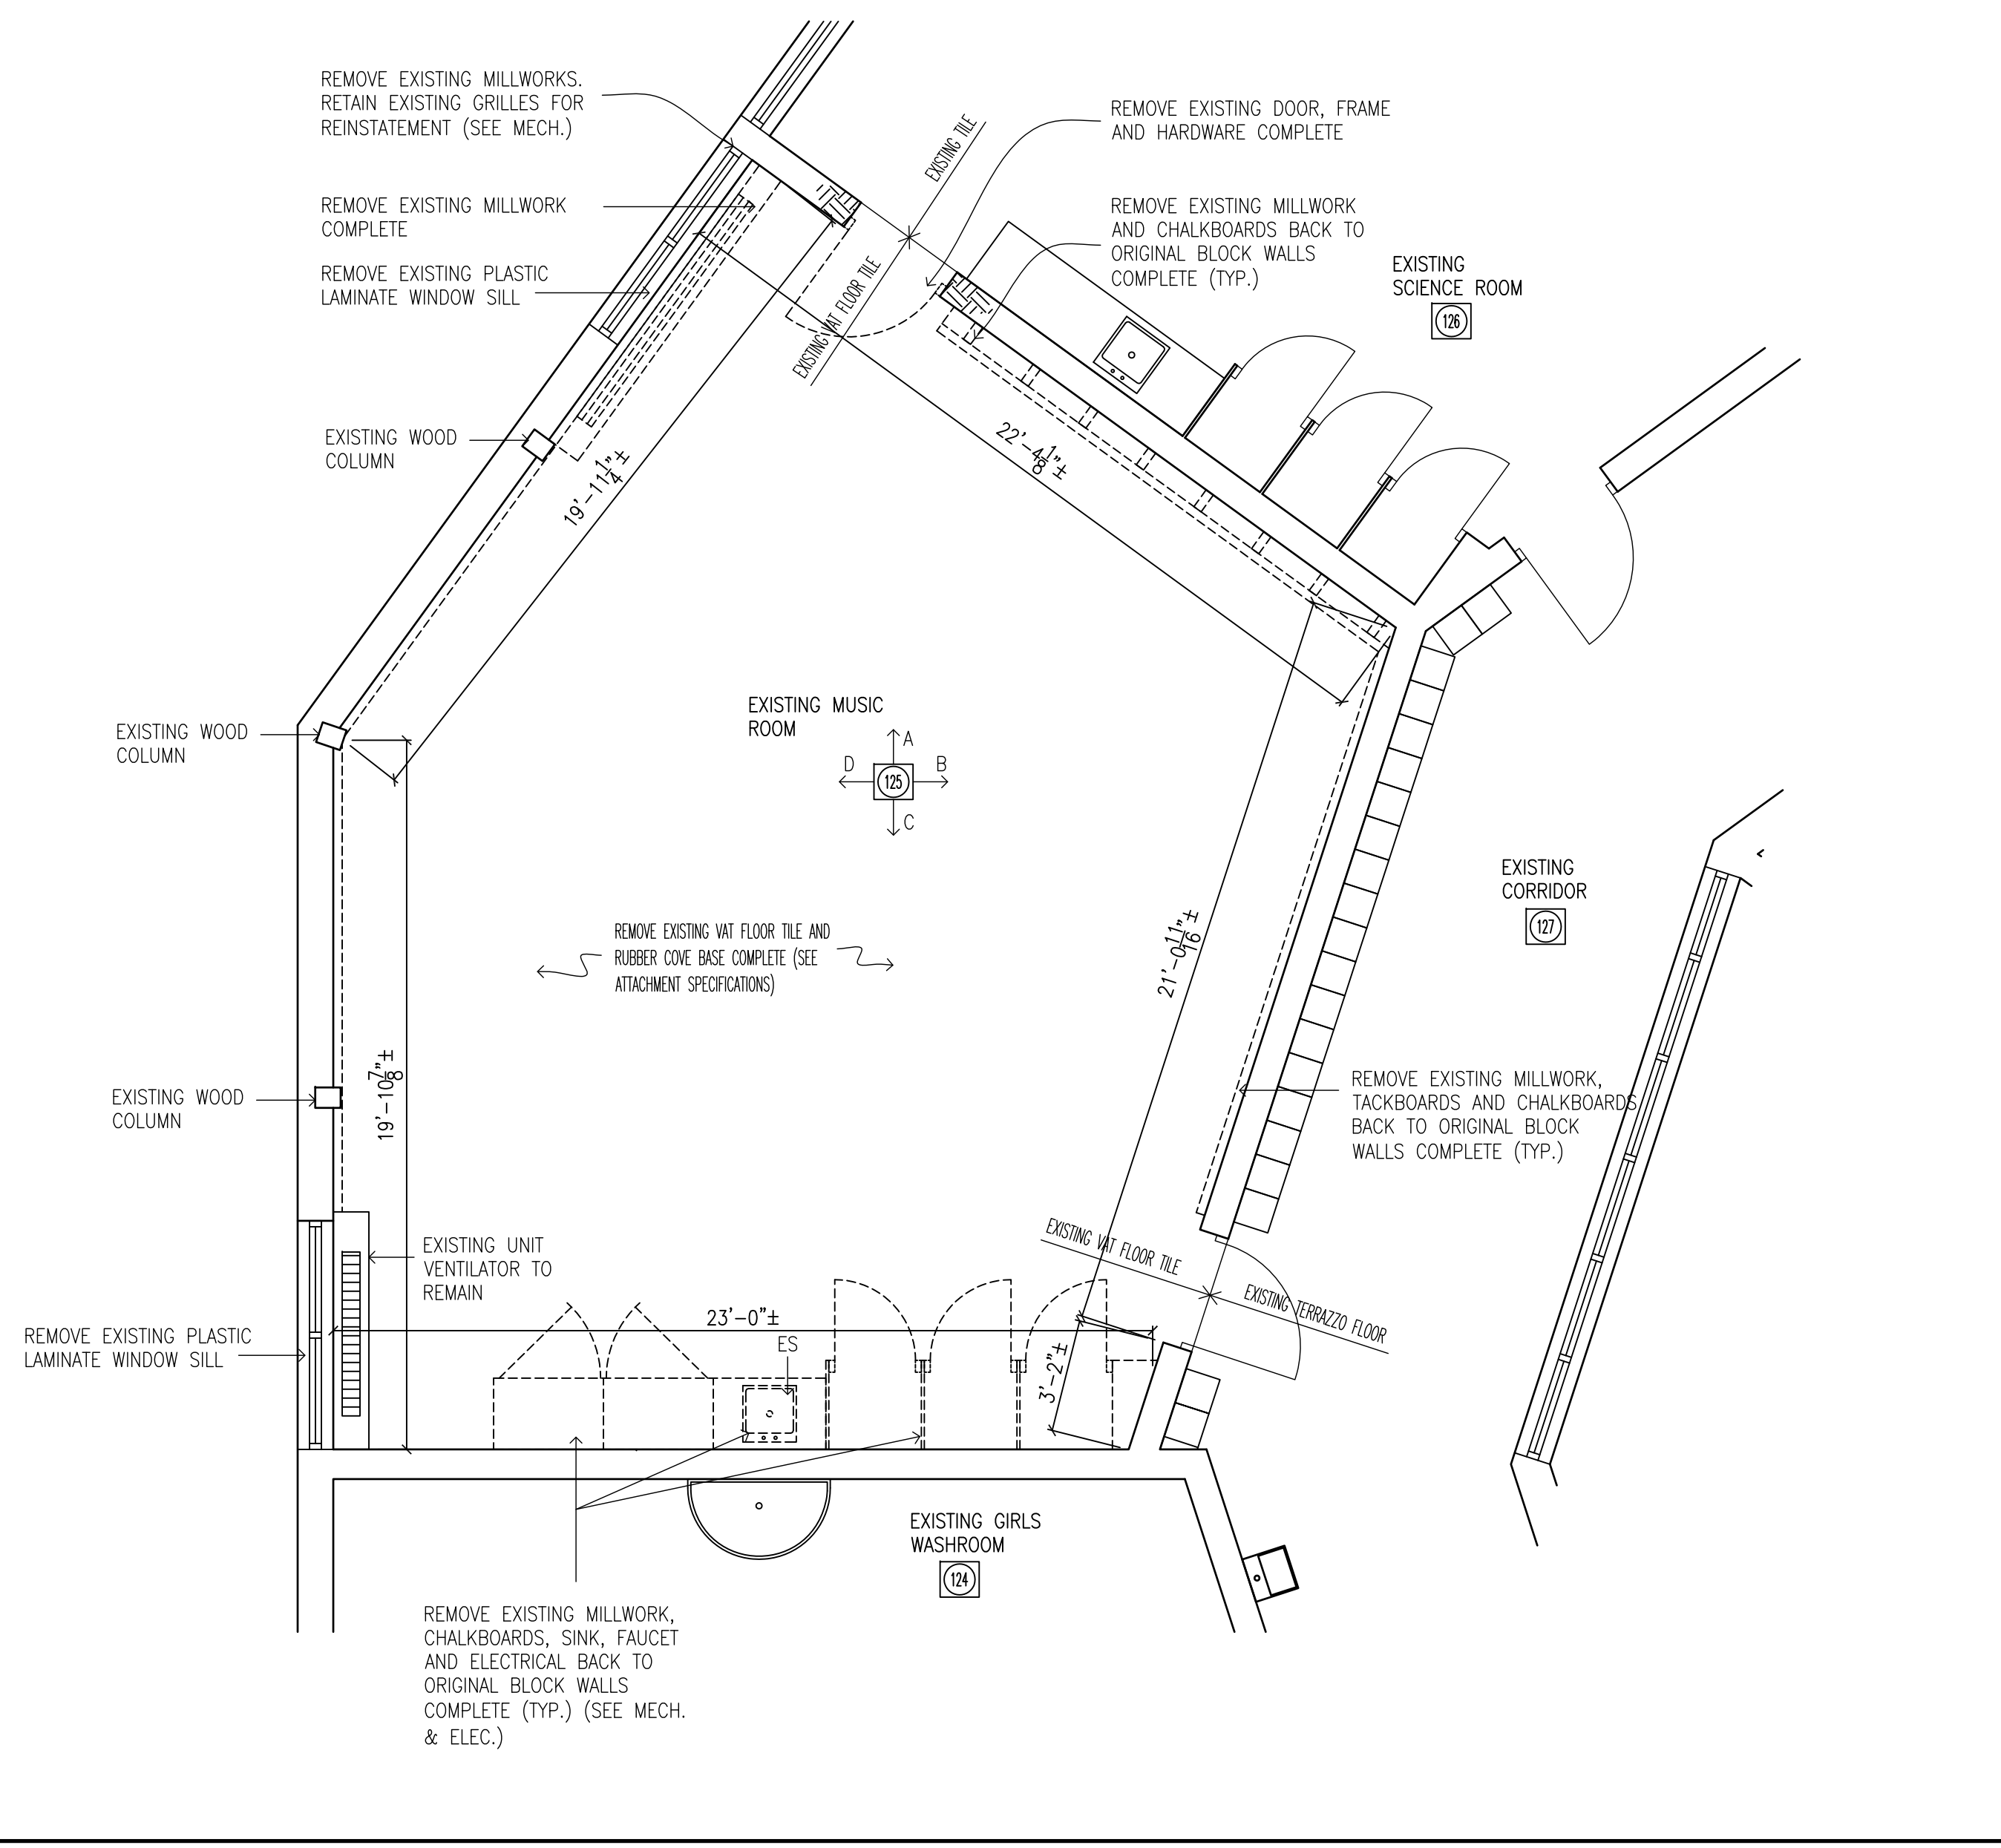 REMOVE EXISTING MILLWORKS.
RETAIN EXISTING GRILLES FOR
REINSTATEMENT (SEE MECH.)
REMOVE EXISTING MILLWORK
COMPLETE
REMOVE EXISTING PLASTIC
LAMINATE WINDOW SILL
EXISTING TILE
EXISTING VAT FLOOR TILE
REMOVE EXISTING DOOR, FRAME
AND HARDWARE COMPLETE
REMOVE EXISTING MILLWORK
AND CHALKBOARDS BACK TO
ORIGINAL BLOCK WALLS
COMPLETE (TYP.)
EXISTING
SCIENCE ROOM
126
EXISTING WOOD
COLUMN
19'-11 1/4"±
22'-4 1/8"±
EXISTING WOOD
COLUMN
EXISTING MUSIC
ROOM
A
D
B
125
C
EXISTING
CORRIDOR
127
REMOVE EXISTING VAT FLOOR TILE AND
RUBBER COVE BASE COMPLETE (SEE
ATTACHMENT SPECIFICATIONS)
21'-0 11/16"±
19'-10 7/8"±
EXISTING WOOD
COLUMN
REMOVE EXISTING MILLWORK,
TACKBOARDS AND CHALKBOARDS
BACK TO ORIGINAL BLOCK
WALLS COMPLETE (TYP.)
EXISTING UNIT
VENTILATOR TO
REMAIN
EXISTING VAT FLOOR TILE
EXISTING TERRAZZO FLOOR
REMOVE EXISTING PLASTIC
LAMINATE WINDOW SILL
23'-0"±
ES
3'-2"±
EXISTING GIRLS
WASHROOM
124
REMOVE EXISTING MILLWORK,
CHALKBOARDS, SINK, FAUCET
AND ELECTRICAL BACK TO
ORIGINAL BLOCK WALLS
COMPLETE (TYP.) (SEE MECH.
& ELEC.)